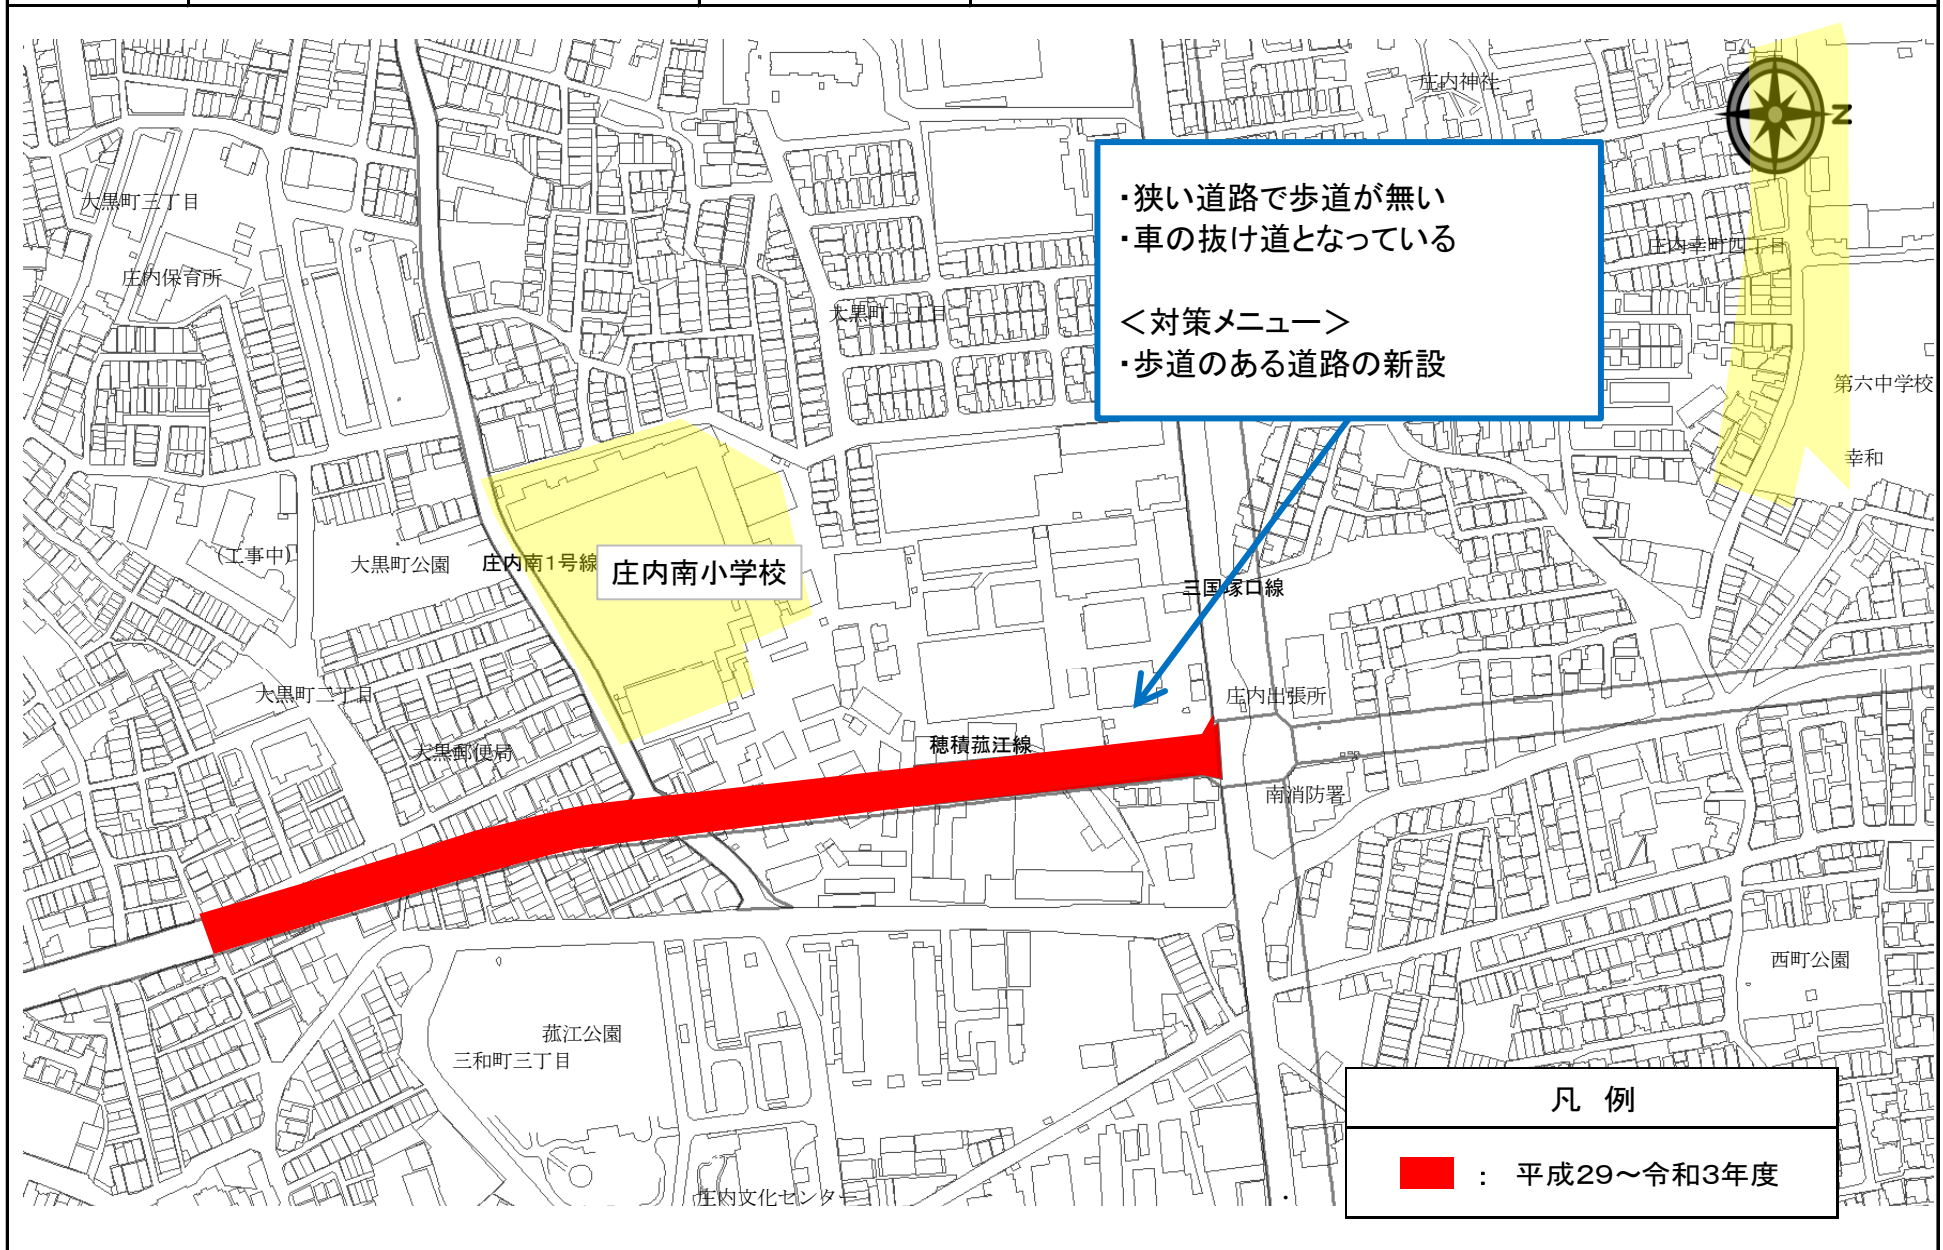 庄内神社
N
・狭い道路で歩道が無い
・車の抜け道となっている
＜対策メニュー＞
・歩道のある道路の新設
大黒町三丁目
庄内幸町四丁目
庄内保育所
大黒町一丁目
第六中学校
幸和
(工事中)
大黒町公園
庄内南1号線
庄内南小学校
三国塚口線
大黒町二丁目
庄内出張所
大黒郵便局
穂積菰江線
南消防署
西町公園
菰江公園
三和町三丁目
庄内文化センター
凡 例
： 平成29～令和3年度